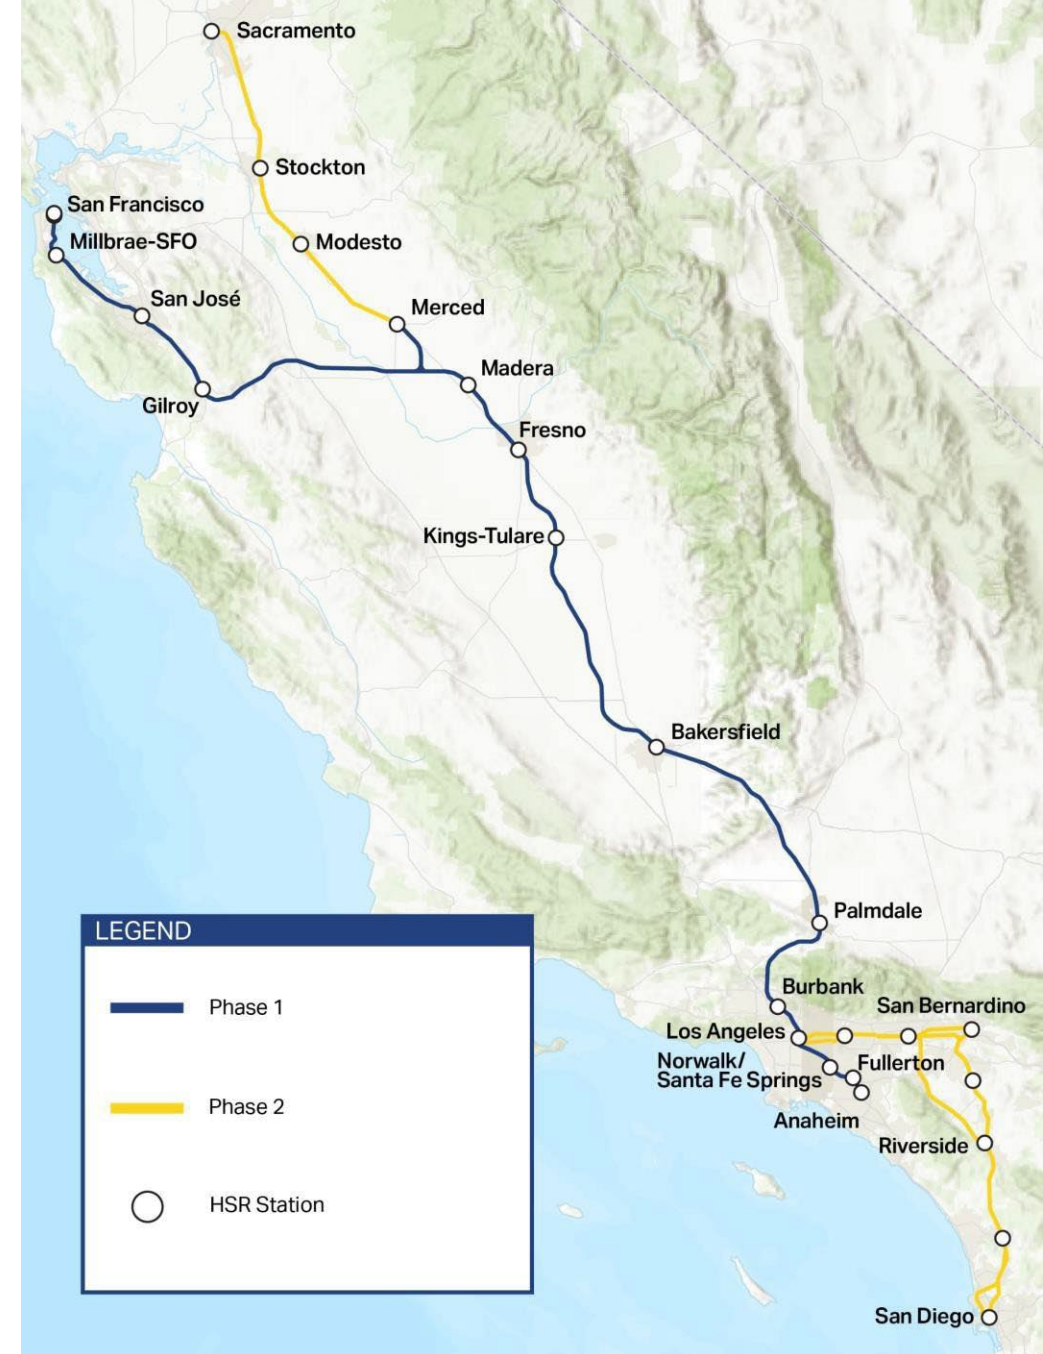 Sacramento
Stockton
San Francisco
Millbrae-SFO
Modesto
San José
Merced
Madera
Gilroy
Fresno
Kings-Tulare
Bakersfield
Palmdale
Burbank
San Bernardino
Los Angeles
Norwalk/
Santa Fe Springs
Fullerton
Anaheim
Riverside
San Diego
LEGEND
Phase 1
Phase 2
HSR Station